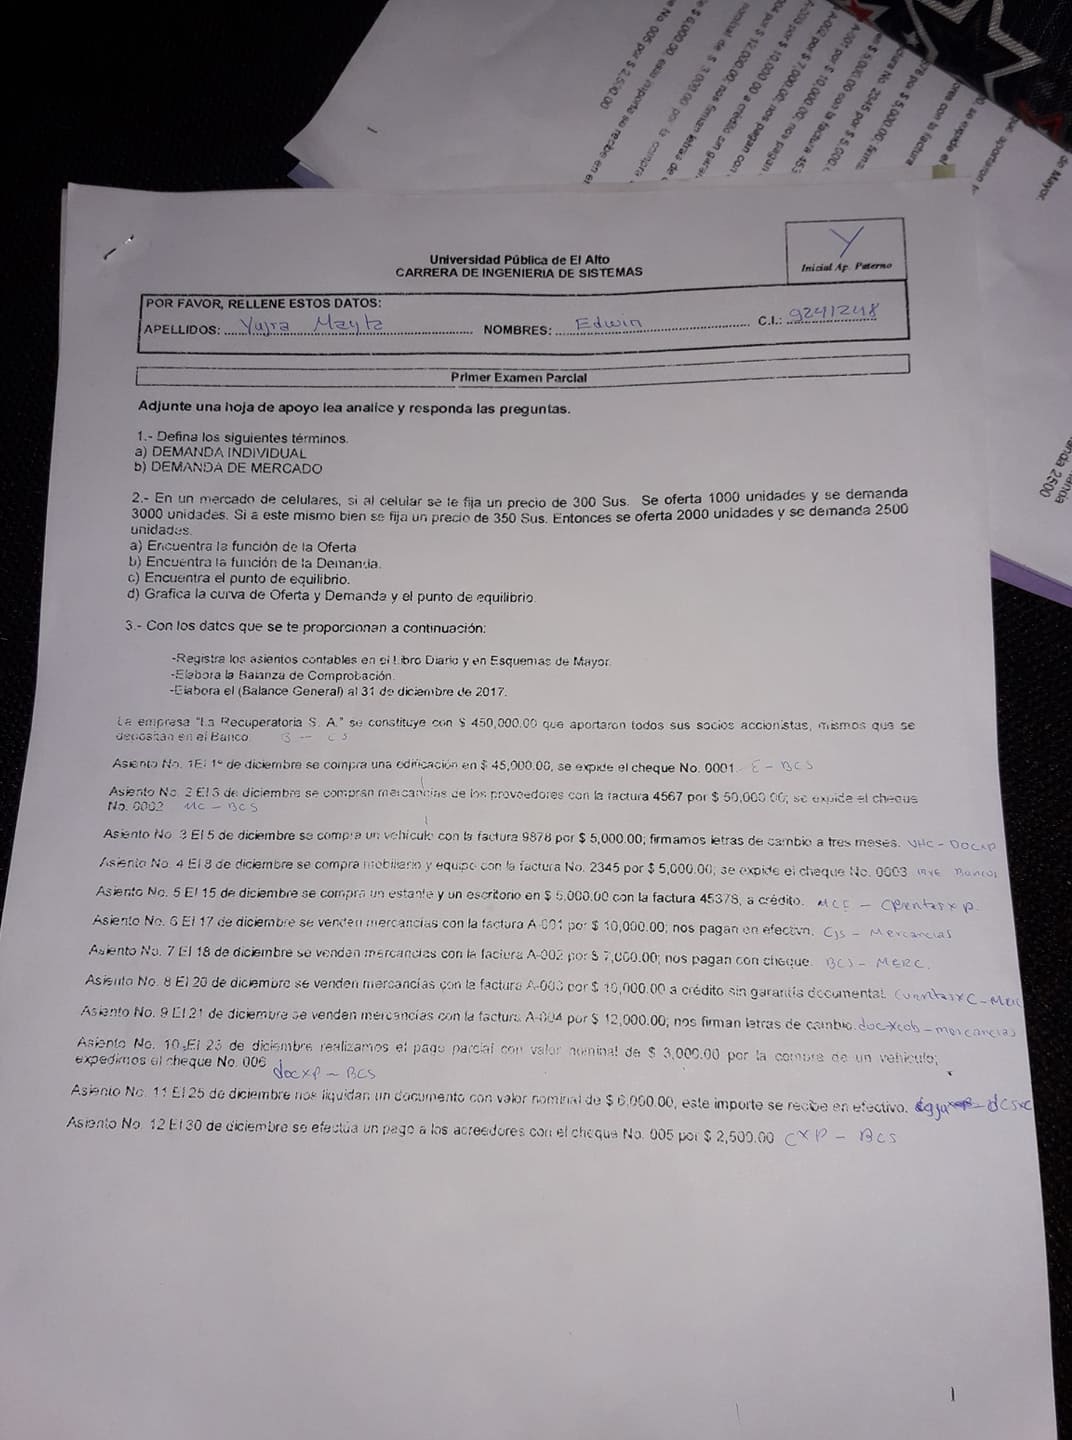 Universidad Pública de El Alto
CARRERA DE INGENIERIA DE SISTEMAS
Y
Inicial Ap. Paterno
POR FAVOR, RELLENE ESTOS DATOS:
APELLIDOS: Yujra Mayta NOMBRES: Edwin C.I.: 9241248
Primer Examen Parcial
Adjunte una hoja de apoyo lea analice y responda las preguntas.
1.- Defina los siguientes términos.
a) DEMANDA INDIVIDUAL
b) DEMANDA DE MERCADO
2.- En un mercado de celulares, si al celular se le fija un precio de 300 Sus. Se oferta 1000 unidades y se demanda
3000 unidades. Si a este mismo bien se fija un precio de 350 Sus. Entonces se oferta 2000 unidades y se demanda 2500
unidades.
a) Encuentra la función de la Oferta
b) Encuentra la función de la Demanda.
c) Encuentra el punto de equilibrio.
d) Grafica la curva de Oferta y Demanda y el punto de equilibrio
3.- Con los datos que se te proporcionan a continuación:
-Registra los asientos contables en el Libro Diario y en Esquemas de Mayor.
-Elabora la Balanza de Comprobación.
-Elabora el (Balance General) al 31 de diciembre de 2017.
La empresa "La Recuperatoria S. A." se constituye con $ 450,000.00 que aportaron todos sus socios accionistas, mismos que se
depositan en el Banco. B - CS
Asiento No. 1El 1° de diciembre se compra una edificación en $ 45,000.00, se expide el cheque No. 0001. E - BCS
Asiento No. 2 El 3 de diciembre se compran mercancías de los proveedores con la factura 4567 por $ 50,000.00; se expide el cheque
No. 0002 MC - BCS
Asiento No. 3 El 5 de diciembre se compra un vehículo con la factura 9878 por $ 5,000.00; firmamos letras de cambio a tres meses. VHC - DOCXP
Asiento No. 4 El 8 de diciembre se compra mobiliario y equipo con la factura No. 2345 por $ 5,000.00; se expide el cheque No. 0003 Bancos
Asiento No. 5 El 15 de diciembre se compra un estante y un escritorio en $ 5,000.00 con la factura 45378, a crédito. MCE - Cuentas x p
Asiento No. 6 El 17 de diciembre se venden mercancías con la factura A-001 por $ 10,000.00; nos pagan en efectivo. CJS - Mercancias
Asiento No. 7 El 18 de diciembre se venden mercancías con la factura A-002 por $ 7,000.00; nos pagan con cheque. BCS - MERC.
Asiento No. 8 El 20 de diciembre se venden mercancías con la factura A-003 por $ 10,000.00 a crédito sin garantía documental. CuentasXC - Merc
Asiento No. 9 El 21 de diciembre se venden mercancías con la factura A-004 por $ 12,000.00; nos firman letras de cambio. docXcob - mercancias
Asiento No. 10 El 23 de diciembre realizamos el pago parcial con valor nominal de $ 3,000.00 por la compra de un vehículo;
expedimos el cheque No. 006 docXP - BCS
Asiento No. 11 El 25 de diciembre nos liquidan un documento con valor nominal de $ 6,000.00, este importe se recibe en efectivo.
Asiento No. 12 El 30 de diciembre se efectúa un pago a los acreedores con el cheque No. 005 por $ 2,500.00 CXP - BCS